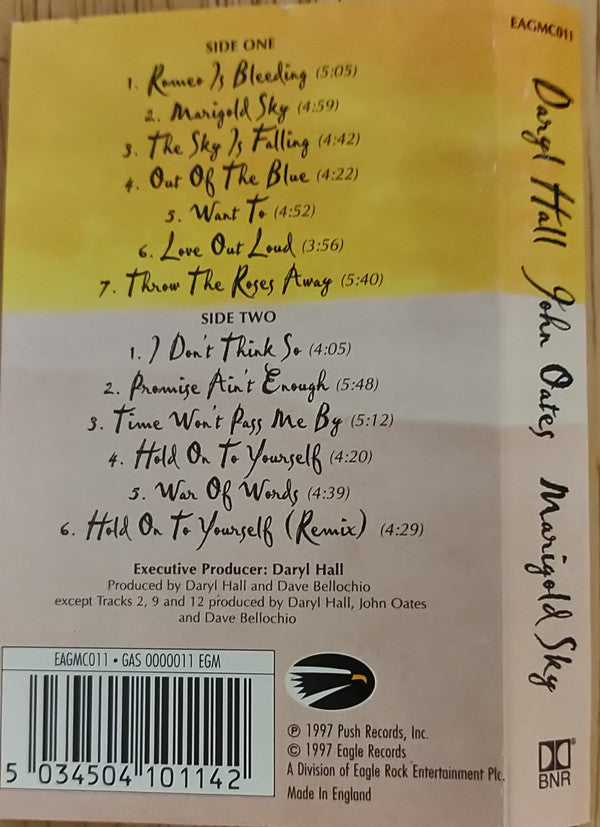 SIDE ONE
1. Romeo Is Bleeding (5:05)
2. Marigold Sky (4:59)
3. The Sky Is Falling (4:42)
4. Out Of The Blue (4:22)
5. Want To (4:52)
6. Love Out Loud (3:56)
7. Throw The Roses Away (5:40)
SIDE TWO
1. I Don't Think So (4:05)
2. Promise Ain't Enough (5:48)
3. Time Won't Pass Me By (5:12)
4. Hold On To Yourself (4:20)
5. War Of Words (4:39)
6. Hold On To Yourself (Remix) (4:29)
Executive Producer: Daryl Hall
Produced by Daryl Hall and Dave Bellochio
except Tracks 2, 9 and 12 produced by Daryl Hall, John Oates
and Dave Bellochio
EAGMC011 • GAS 0000011 EGM
5 034504 101142
℗ 1997 Push Records, Inc.
© 1997 Eagle Records
A Division of Eagle Rock Entertainment Plc.
Made In England
EAGMC011
Daryl Hall John Oates Marigold Sky
BNR